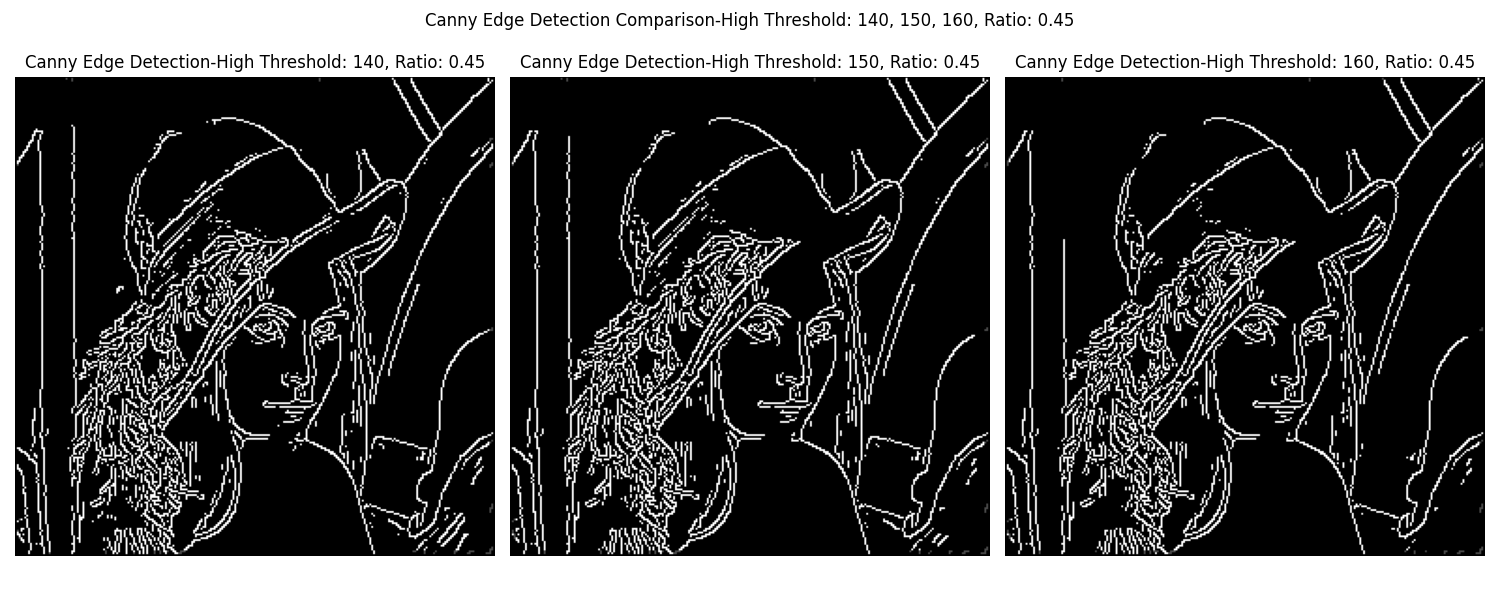 Canny Edge Detection Comparison-High Threshold: 140, 150, 160, Ratio: 0.45
Canny Edge Detection-High Threshold: 140, Ratio: 0.45
Canny Edge Detection-High Threshold: 150, Ratio: 0.45
Canny Edge Detection-High Threshold: 160, Ratio: 0.45